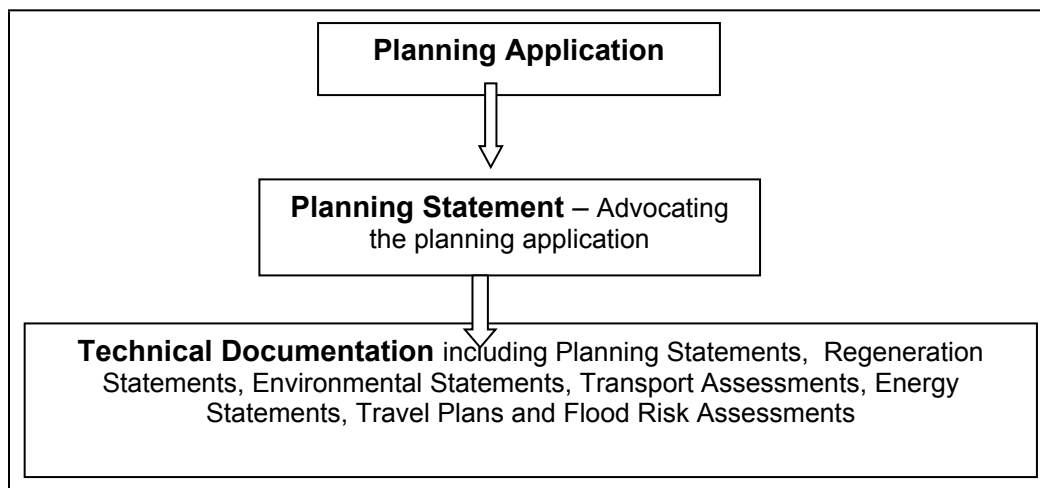 Planning Application
Planning Statement – Advocating
the planning application
Technical Documentation including Planning Statements, Regeneration
Statements, Environmental Statements, Transport Assessments, Energy
Statements, Travel Plans and Flood Risk Assessments